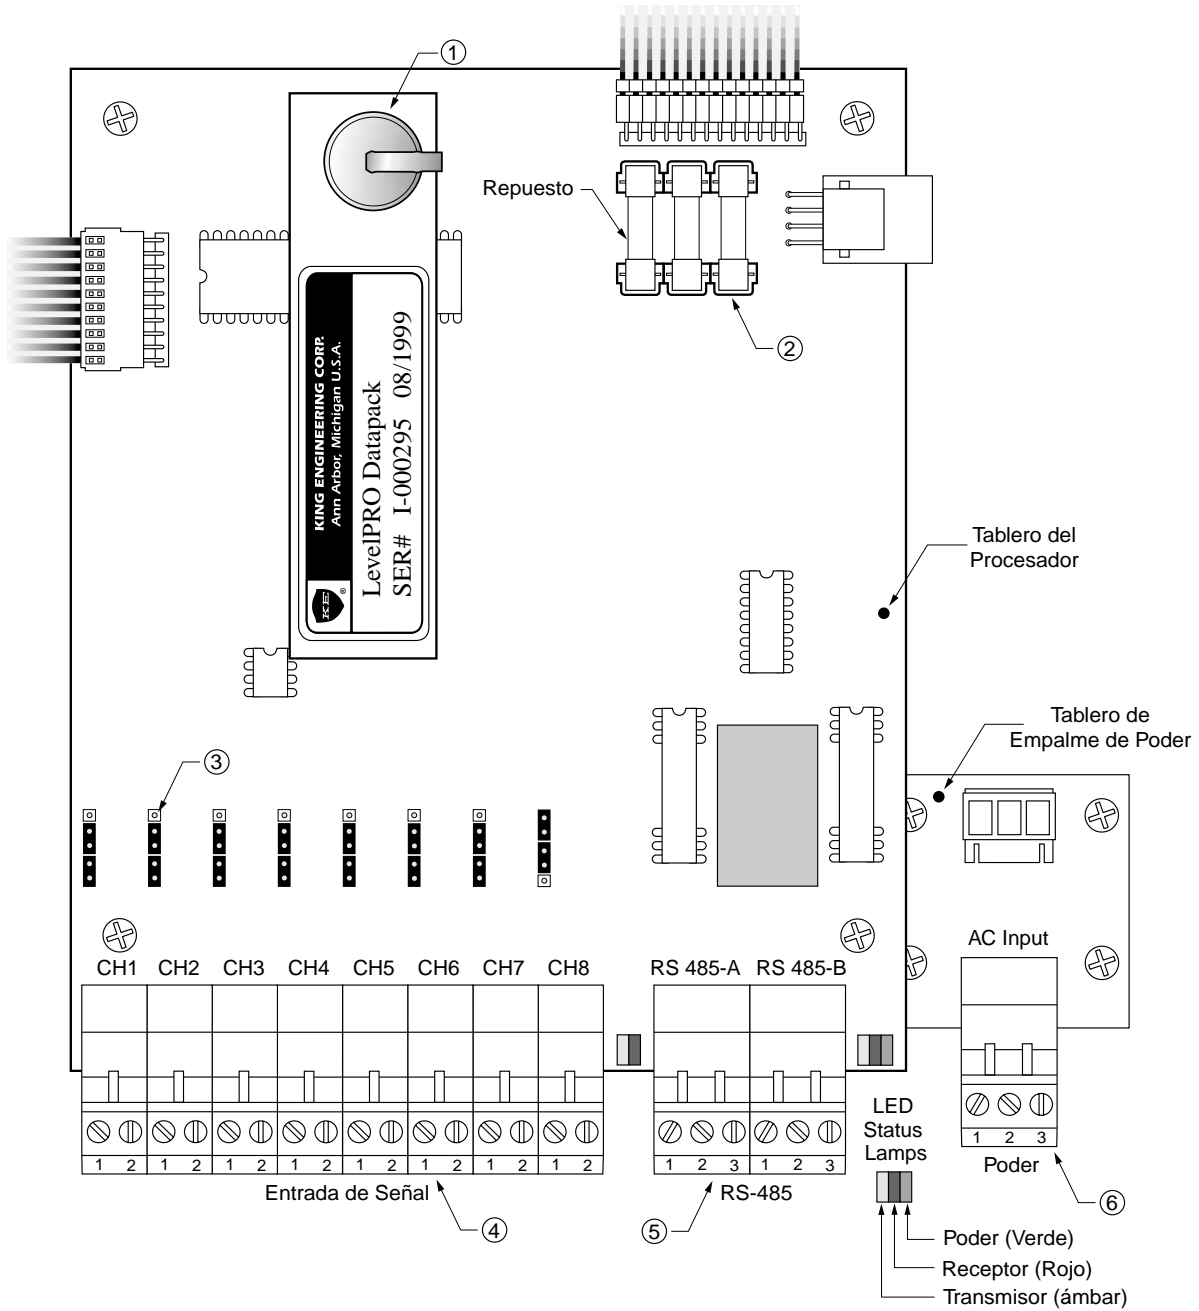 1
Repuesto
2
KING ENGINEERING CORP.
Ann Arbor, Michigan U.S.A.
LevelPRO Datapack
SER# I-000295 08/1999
KE
®
Tablero del
Procesador
Tablero de
Empalme de Poder
3
AC Input
CH1 CH2 CH3 CH4 CH5 CH6 CH7 CH8
RS 485-A RS 485-B
LED
Status
Lamps
1 2 1 2 1 2 1 2 1 2 1 2 1 2 1 2
1 2 3 1 2 3
1 2 3
Entrada de Señal
RS-485
Poder
4
5
6
Poder (Verde)
Receptor (Rojo)
Transmisor (ámbar)